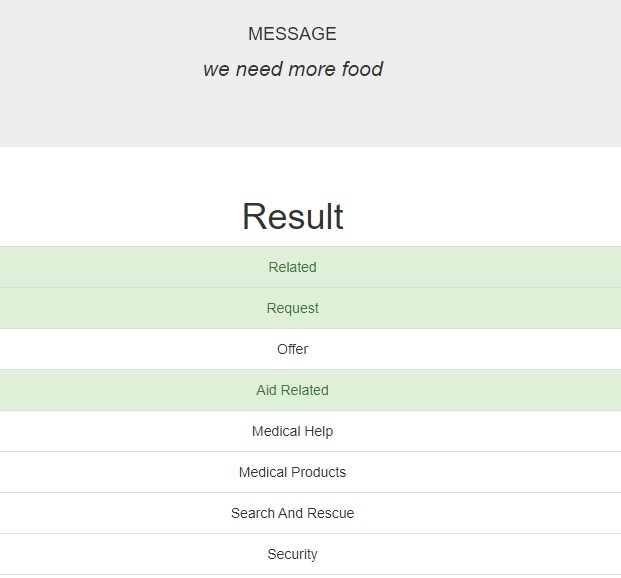 MESSAGE
we need more food
Result
Related
Request
Offer
Aid Related
Medical Help
Medical Products
Search And Rescue
Security